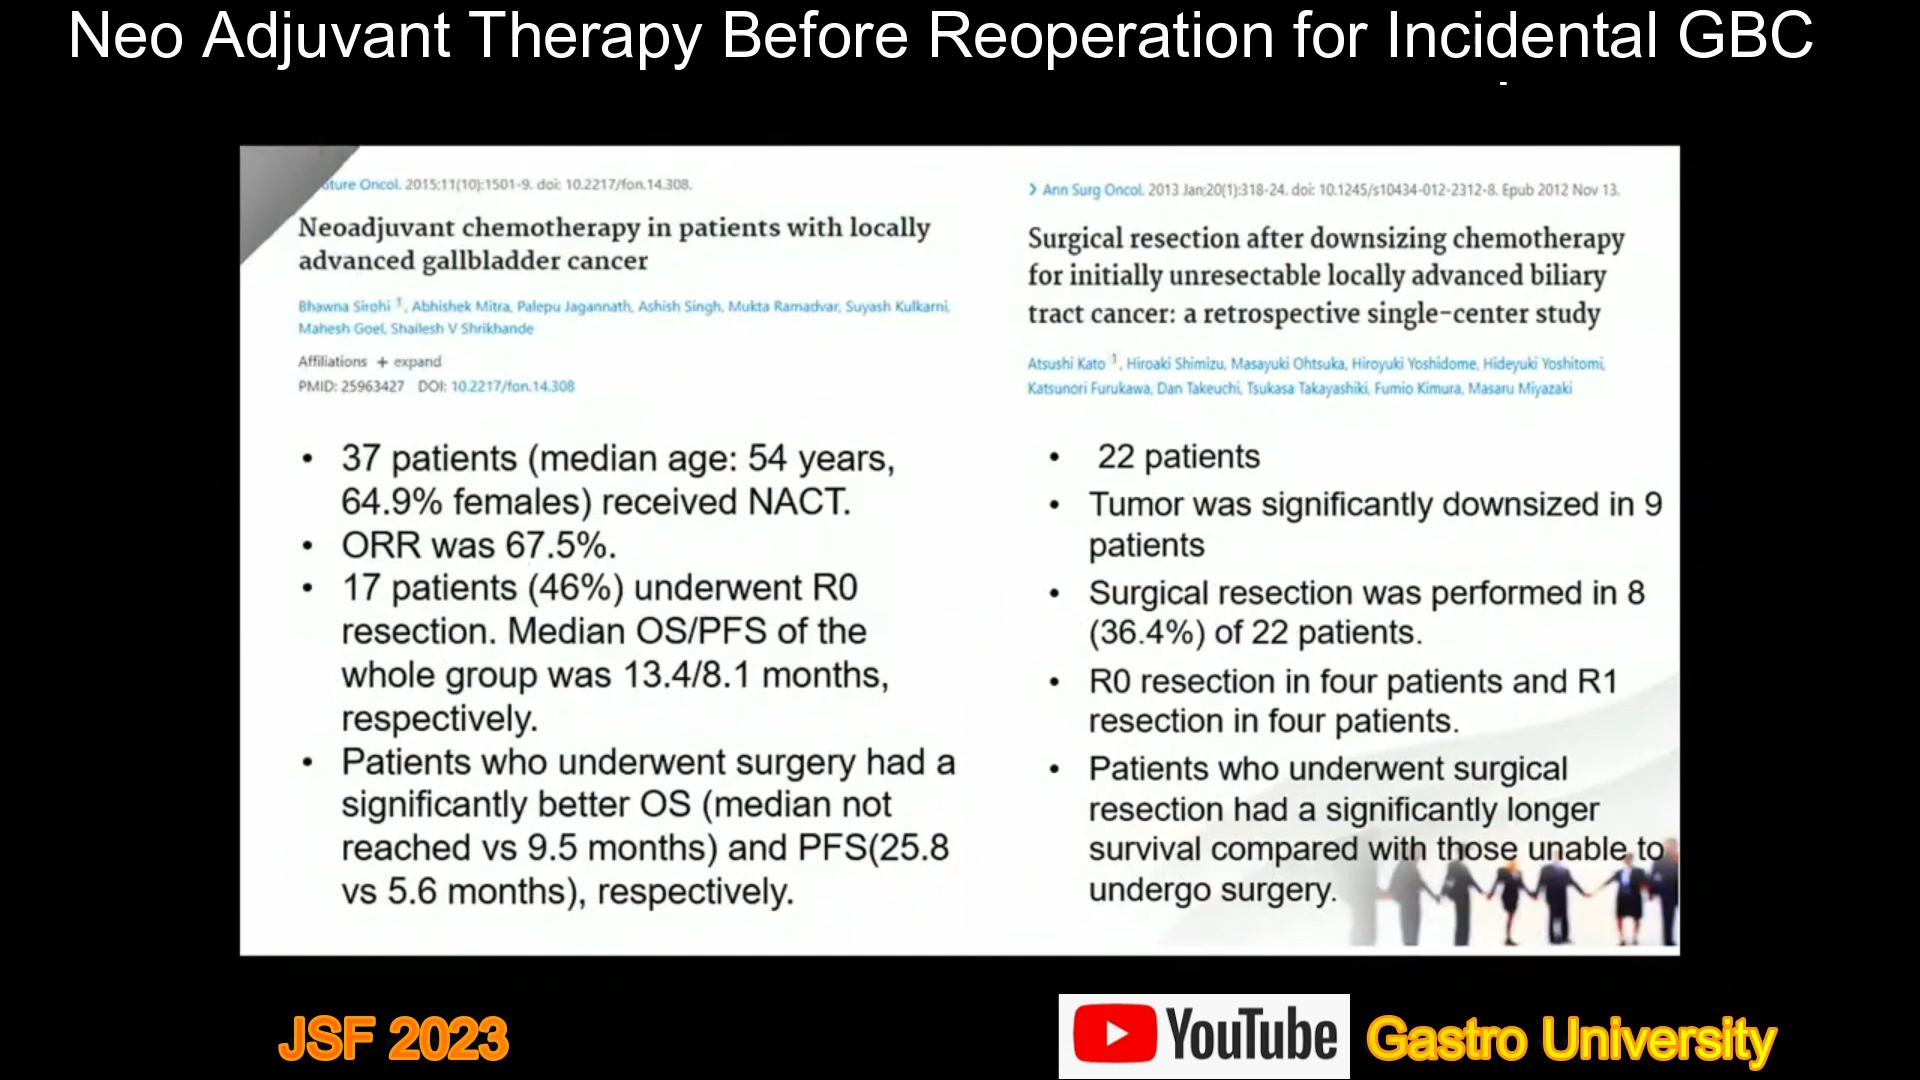 Neo Adjuvant Therapy Before Reoperation for Incidental GBC
Oncol. 2015;11(10):1501-9. doi: 10.2217/fon.14.308.
Neoadjuvant chemotherapy in patients with locally
advanced gallbladder cancer
Bhawna Sirohi 1, Abhishek Mitra, Palepu Jagannath, Ashish Singh, Mukta Ramadvar, Suyash Kulkarni,
Mahesh Goel, Shailesh V Shrikhande
Affiliations + expand
PMID: 25963427 DOI: 10.2217/fon.14.308
• 37 patients (median age: 54 years,
64.9% females) received NACT.
• ORR was 67.5%.
• 17 patients (46%) underwent R0
resection. Median OS/PFS of the
whole group was 13.4/8.1 months,
respectively.
• Patients who underwent surgery had a
significantly better OS (median not
reached vs 9.5 months) and PFS(25.8
vs 5.6 months), respectively.
> Ann Surg Oncol. 2013 Jan;20(1):318-24. doi: 10.1245/s10434-012-2312-8. Epub 2012 Nov 13.
Surgical resection after downsizing chemotherapy
for initially unresectable locally advanced biliary
tract cancer: a retrospective single-center study
Atsushi Kato 1, Hiroaki Shimizu, Masayuki Ohtsuka, Hiroyuki Yoshidome, Hideyuki Yoshitomi,
Katsunori Furukawa, Dan Takeuchi, Tsukasa Takayashiki, Fumio Kimura, Masaru Miyazaki
• 22 patients
• Tumor was significantly downsized in 9
patients
• Surgical resection was performed in 8
(36.4%) of 22 patients.
• R0 resection in four patients and R1
resection in four patients.
• Patients who underwent surgical
resection had a significantly longer
survival compared with those unable to
undergo surgery.
JSF 2023
YouTube
Gastro University